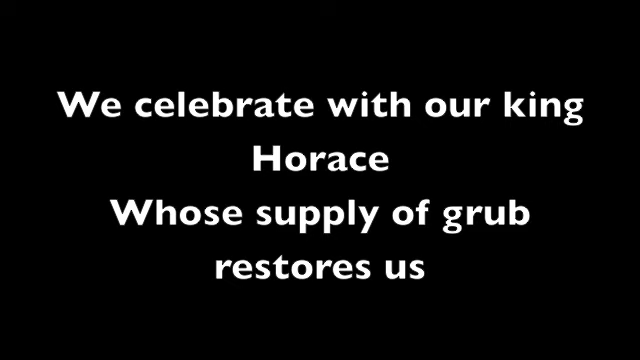 We celebrate with our king
Horace
Whose supply of grub
restores us